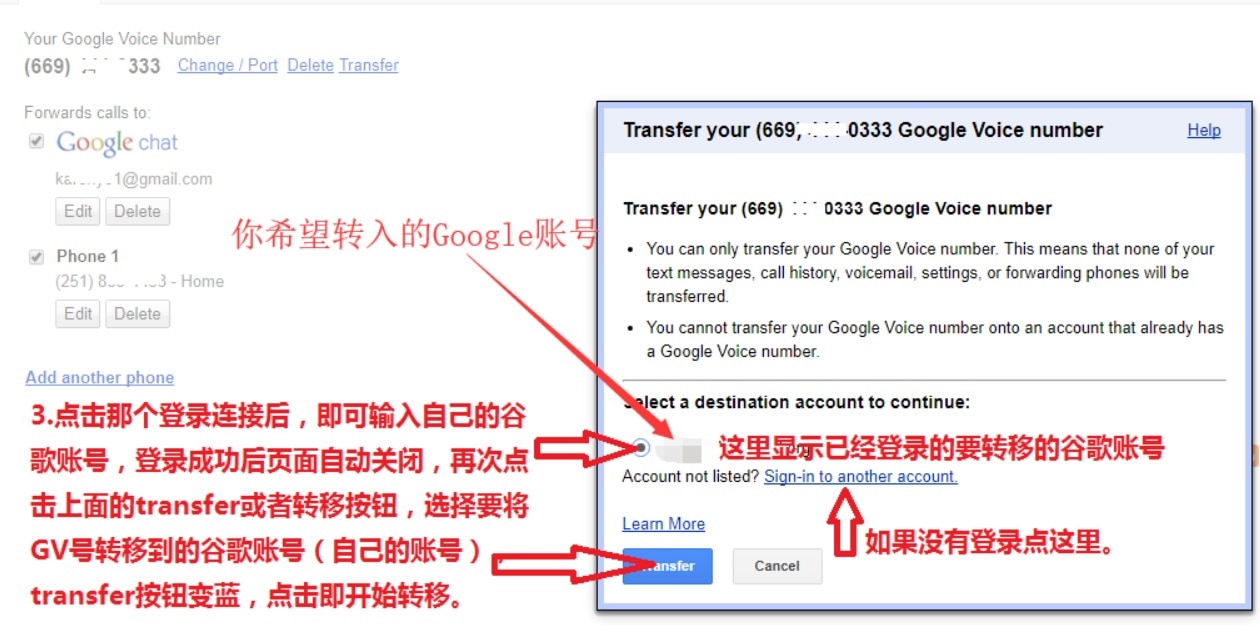 Your Google Voice Number
(669) 333 Change / Port Delete Transfer
Forwards calls to:
Google chat
1@gmail.com
Edit Delete
Phone 1
(251) - Home
Edit Delete
Add another phone
你希望转入的Google账号
3.点击那个登录连接后，即可输入自己的谷
歌账号，登录成功后页面自动关闭，再次点
击上面的transfer或者转移按钮，选择要将
GV号转移到的谷歌账号（自己的账号），
transfer按钮变蓝，点击即开始转移。
Transfer your (669) 0333 Google Voice number Help
Transfer your (669) 0333 Google Voice number
• You can only transfer your Google Voice number. This means that none of your
text messages, call history, voicemail, settings, or forwarding phones will be
transferred.
• You cannot transfer your Google Voice number onto an account that already has
a Google Voice number.
Select a destination account to continue:
这里显示已经登录的要转移的谷歌账号
Account not listed? Sign-in to another account.
如果没有登录点这里。
Learn More
Transfer Cancel